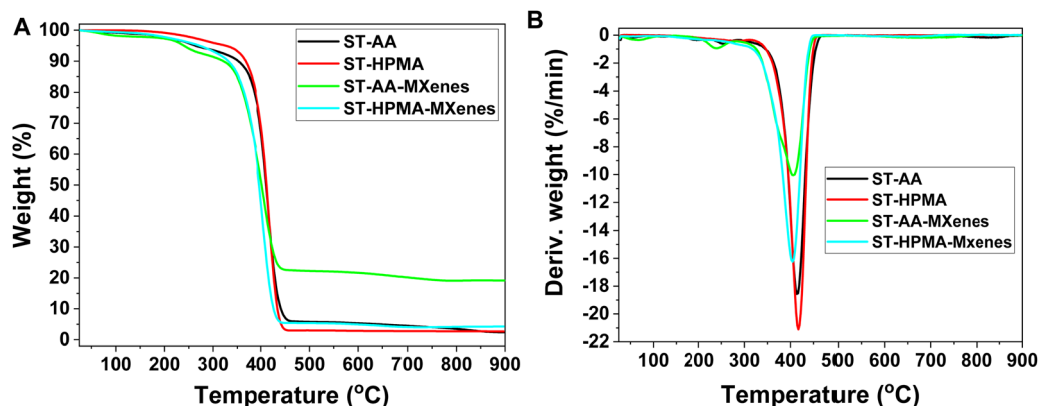 A
Weight (%)
100
90
80
70
60
50
40
30
20
10
0
ST-AA
ST-HPMA
ST-AA-MXenes
ST-HPMA-MXenes
100 200 300 400 500 600 700 800 900
Temperature (°C)
B
Deriv. weight (%/min)
0
-2
-4
-6
-8
-10
-12
-14
-16
-18
-20
-22
ST-AA
ST-HPMA
ST-AA-MXenes
ST-HPMA-Mxenes
100 200 300 400 500 600 700 800 900
Temperature (°C)